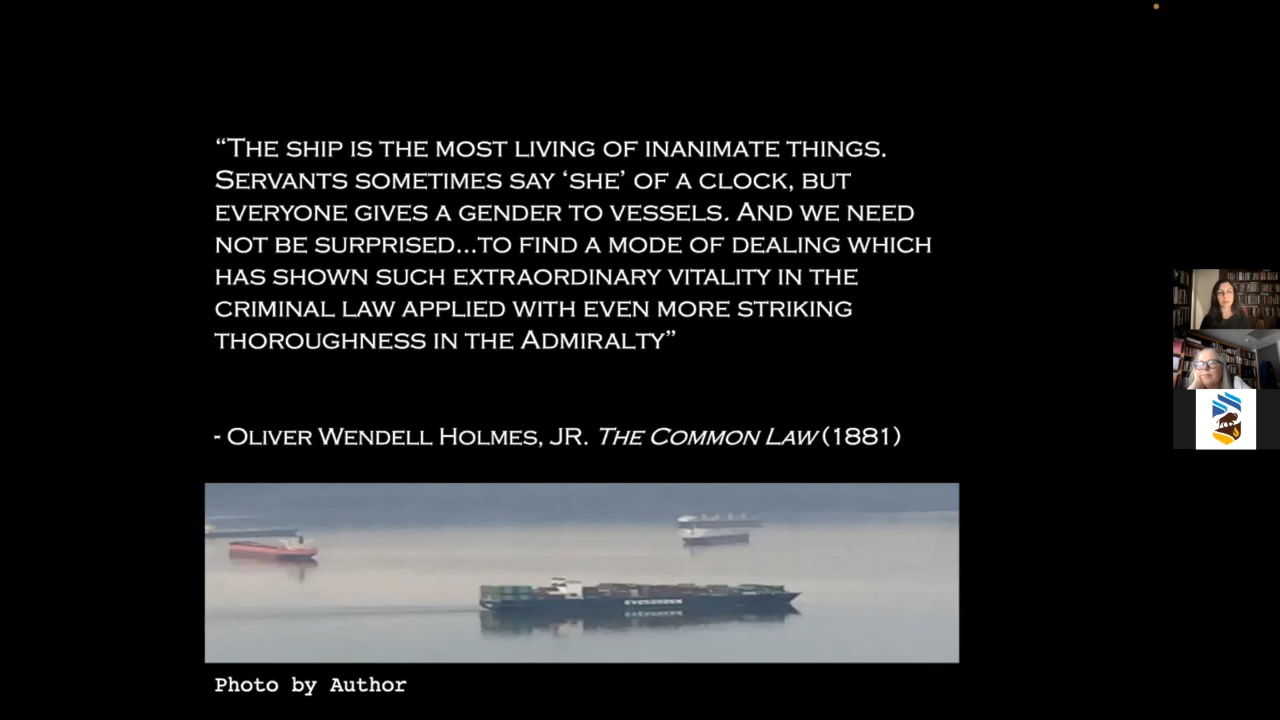 “THE SHIP IS THE MOST LIVING OF INANIMATE THINGS.
SERVANTS SOMETIMES SAY ‘SHE’ OF A CLOCK, BUT
EVERYONE GIVES A GENDER TO VESSELS. AND WE NEED
NOT BE SURPRISED...TO FIND A MODE OF DEALING WHICH
HAS SHOWN SUCH EXTRAORDINARY VITALITY IN THE
CRIMINAL LAW APPLIED WITH EVEN MORE STRIKING
THOROUGHNESS IN THE ADMIRALTY”
- OLIVER WENDELL HOLMES, JR. THE COMMON LAW (1881)
EVERGREEN
Photo by Author